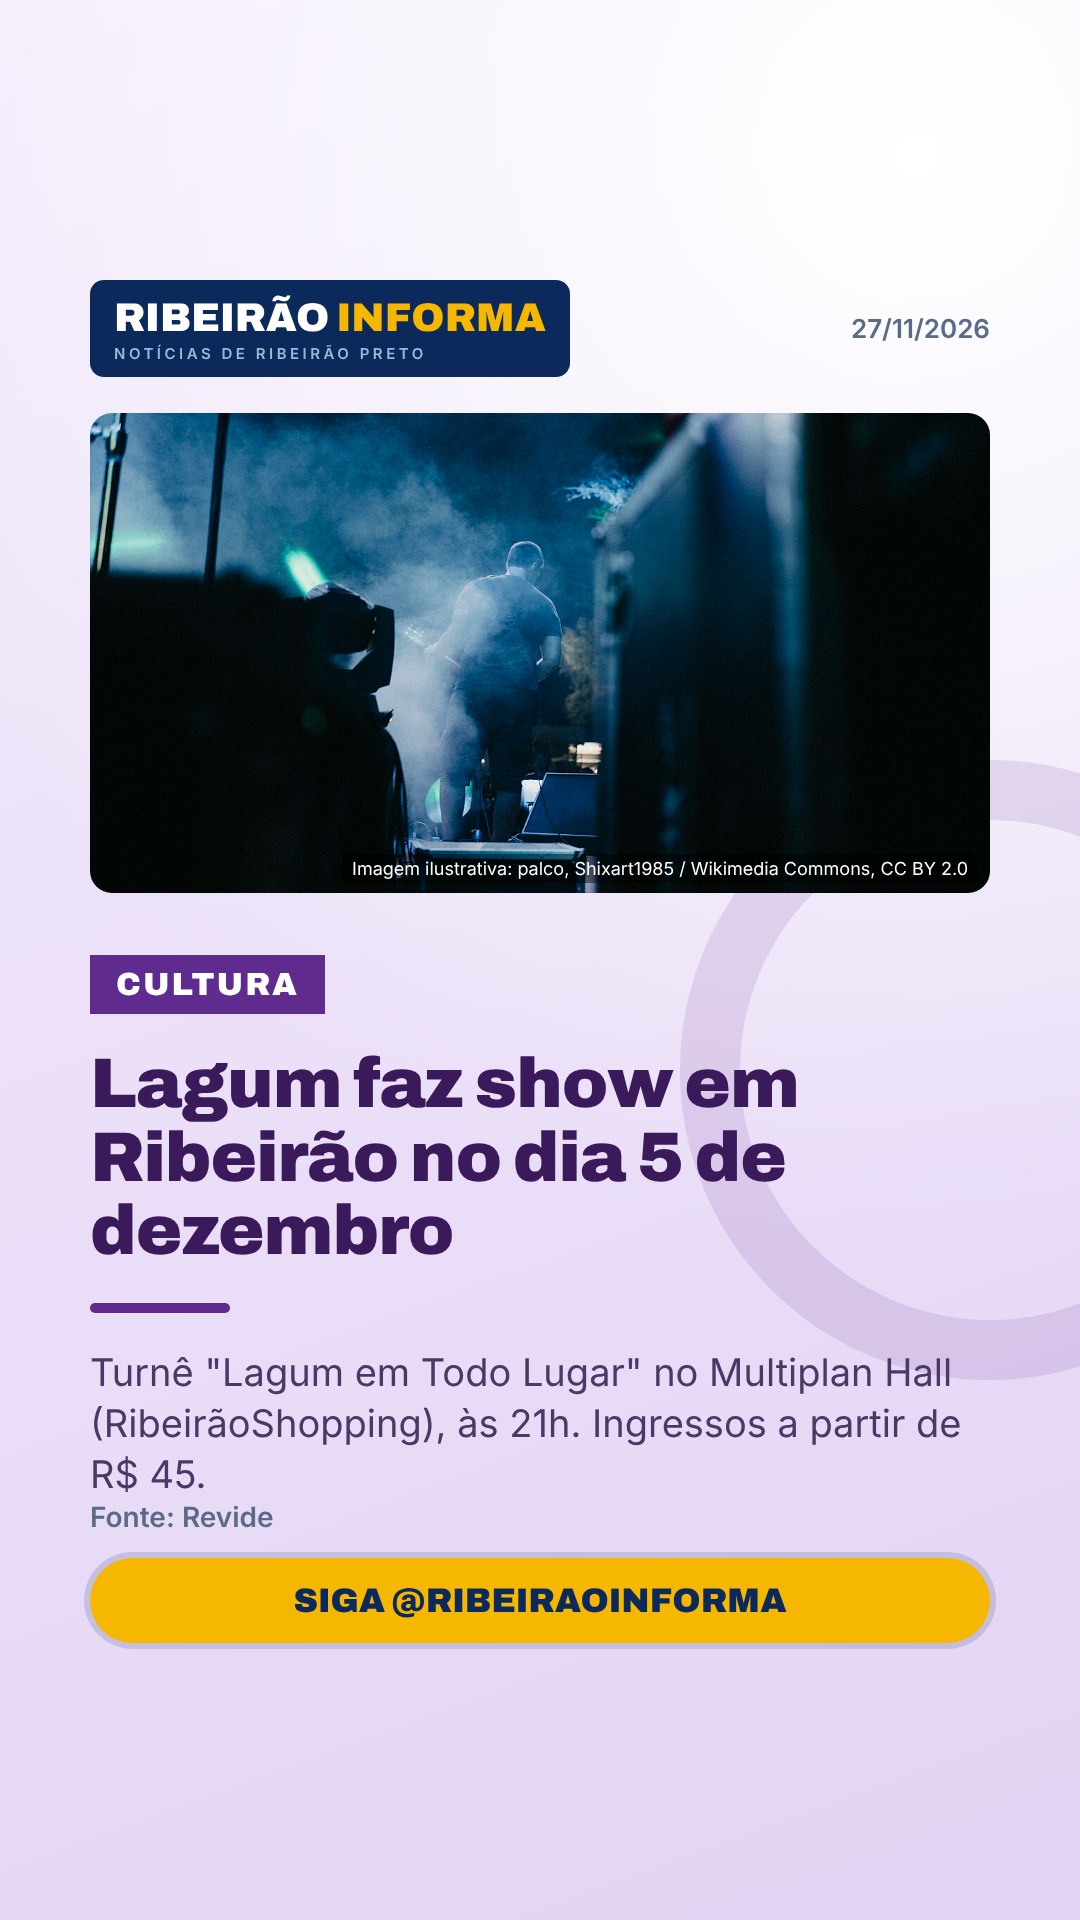 RIBEIRÃO INFORMA
NOTÍCIAS DE RIBEIRÃO PRETO
27/11/2026
Imagem ilustrativa: palco, Shixart1985 / Wikimedia Commons, CC BY 2.0
CULTURA
Lagum faz show em
Ribeirão no dia 5 de
dezembro
Turnê "Lagum em Todo Lugar" no Multiplan Hall
(RibeirãoShopping), às 21h. Ingressos a partir de
R$ 45.
Fonte: Revide
SIGA @RIBEIRAOINFORMA